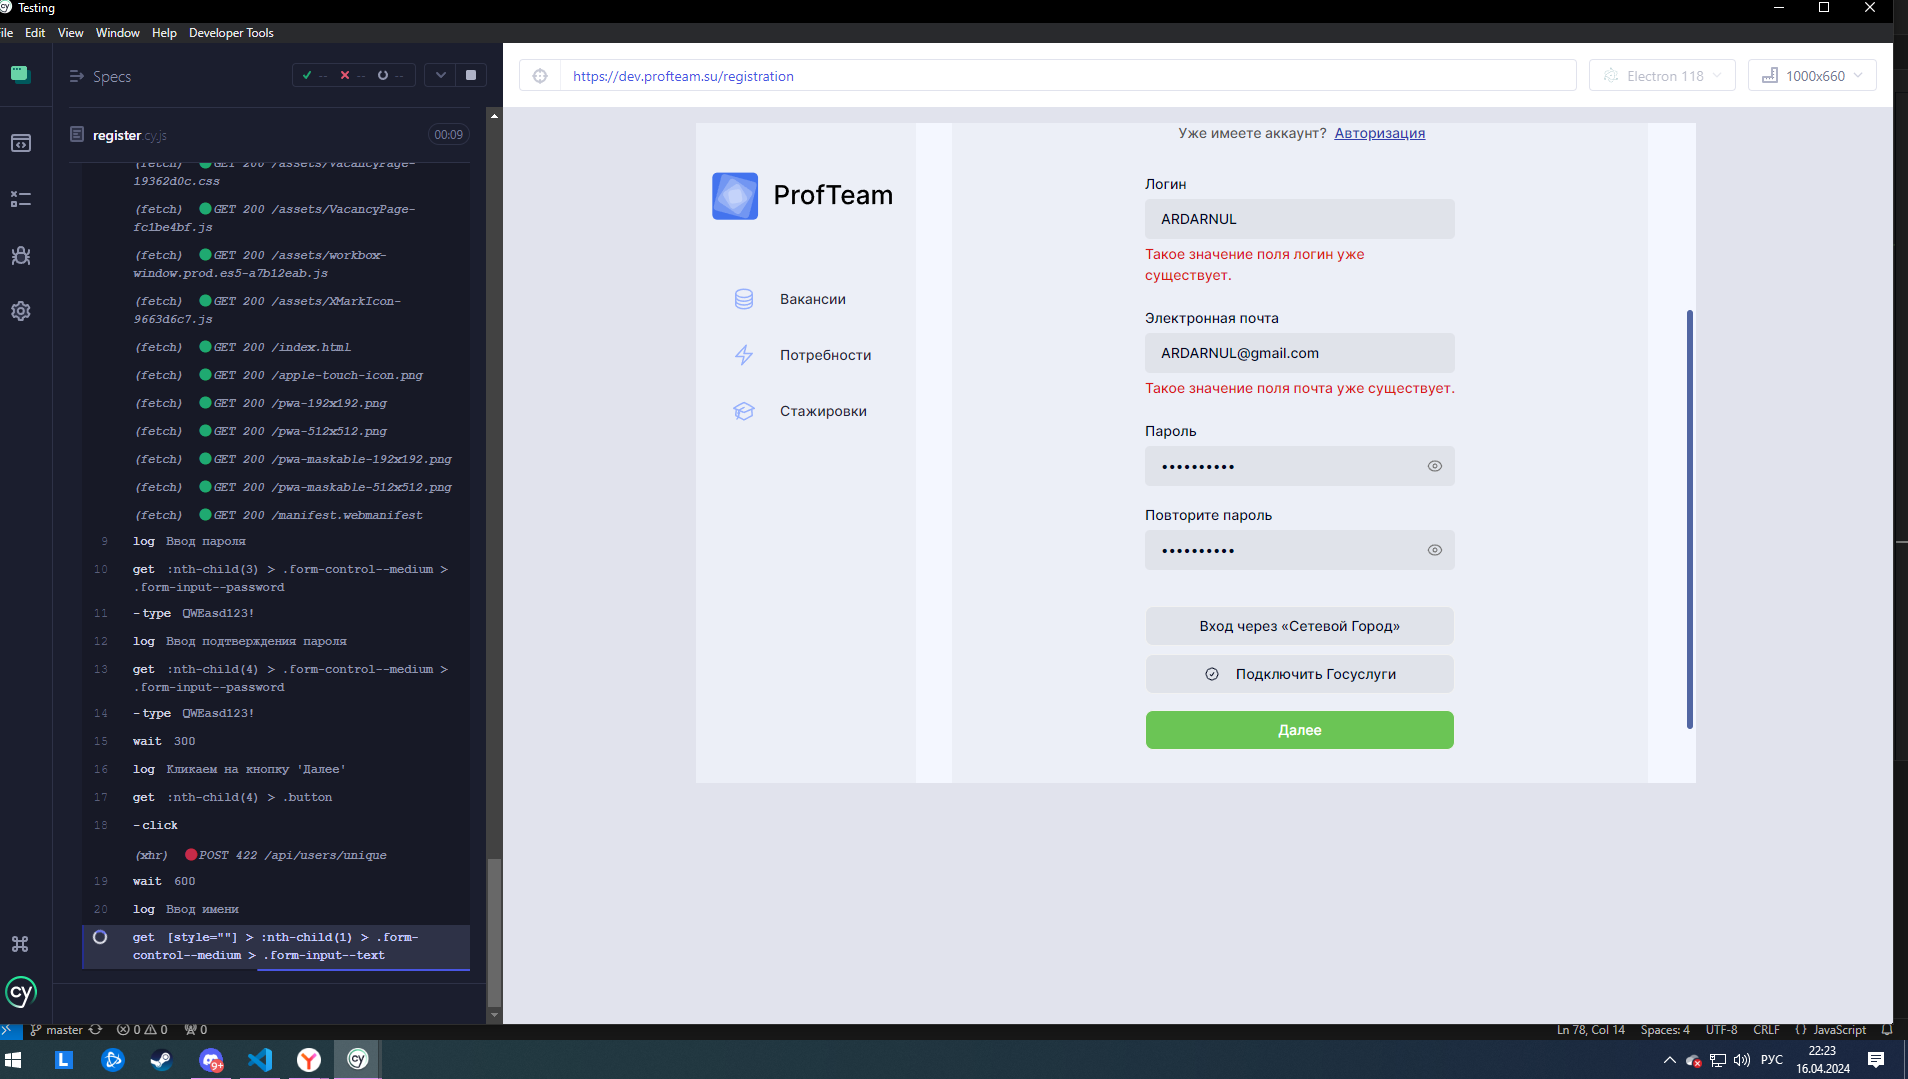 Testing
ile Edit View Window Help Developer Tools
Specs
-- -- --
https://dev.profteam.su/registration
Electron 118
1000x660
register.cy.js
00:09
(fetch) GET 200 /assets/VacancyPage-
19362d0c.css
(fetch) GET 200 /assets/VacancyPage-
fc1be4bf.js
(fetch) GET 200 /assets/workbox-
window.prod.es5-a7b12eab.js
(fetch) GET 200 /assets/XMarkIcon-
9663d6c7.js
(fetch) GET 200 /index.html
(fetch) GET 200 /apple-touch-icon.png
(fetch) GET 200 /pwa-192x192.png
(fetch) GET 200 /pwa-512x512.png
(fetch) GET 200 /pwa-maskable-192x192.png
(fetch) GET 200 /pwa-maskable-512x512.png
(fetch) GET 200 /manifest.webmanifest
9 log Ввод пароля
10 get :nth-child(3) > .form-control--medium >
.form-input--password
11 -type QWEasd123!
12 log Ввод подтверждения пароля
13 get :nth-child(4) > .form-control--medium >
.form-input--password
14 -type QWEasd123!
15 wait 300
16 log Кликаем на кнопку 'Далее'
17 get :nth-child(4) > .button
18 -click
(xhr) POST 422 /api/users/unique
19 wait 600
20 log Ввод имени
get [style=""] > :nth-child(1) > .form-
control--medium > .form-input--text
ProfTeam
Вакансии
Потребности
Стажировки
Уже имеете аккаунт? Авторизация
Логин
ARDARNUL
Такое значение поля логин уже
существует.
Электронная почта
ARDARNUL@gmail.com
Такое значение поля почта уже существует.
Пароль
••••••••••
Повторите пароль
••••••••••
Вход через «Сетевой Город»
Подключить Госуслуги
Далее
cy
master 0 0 0
Ln 78, Col 14 Spaces: 4 UTF-8 CRLF {} JavaScript
L 9+ Y cy
РУС
22:23
16.04.2024